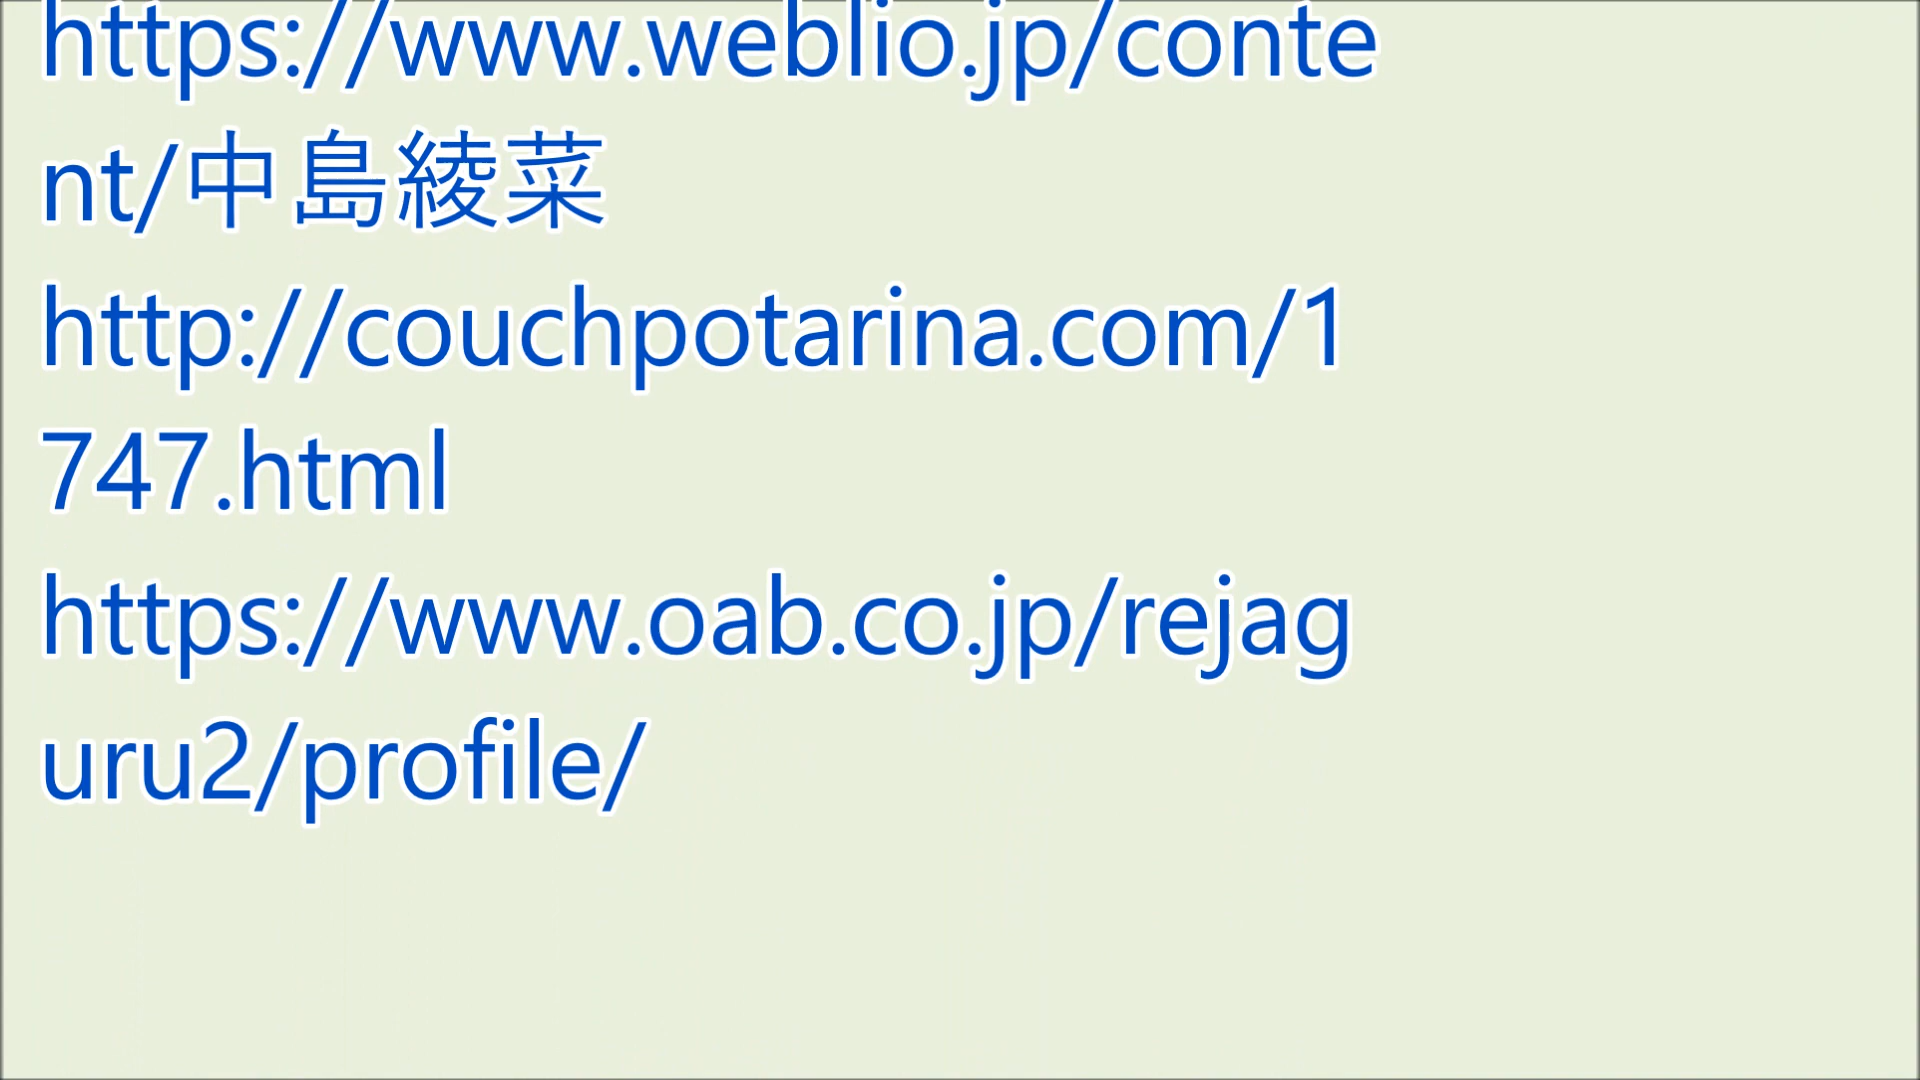 https://www.weblio.jp/conte
nt/中島綾菜
http://couchpotarina.com/1
747.html
https://www.oab.co.jp/rejag
uru2/profile/